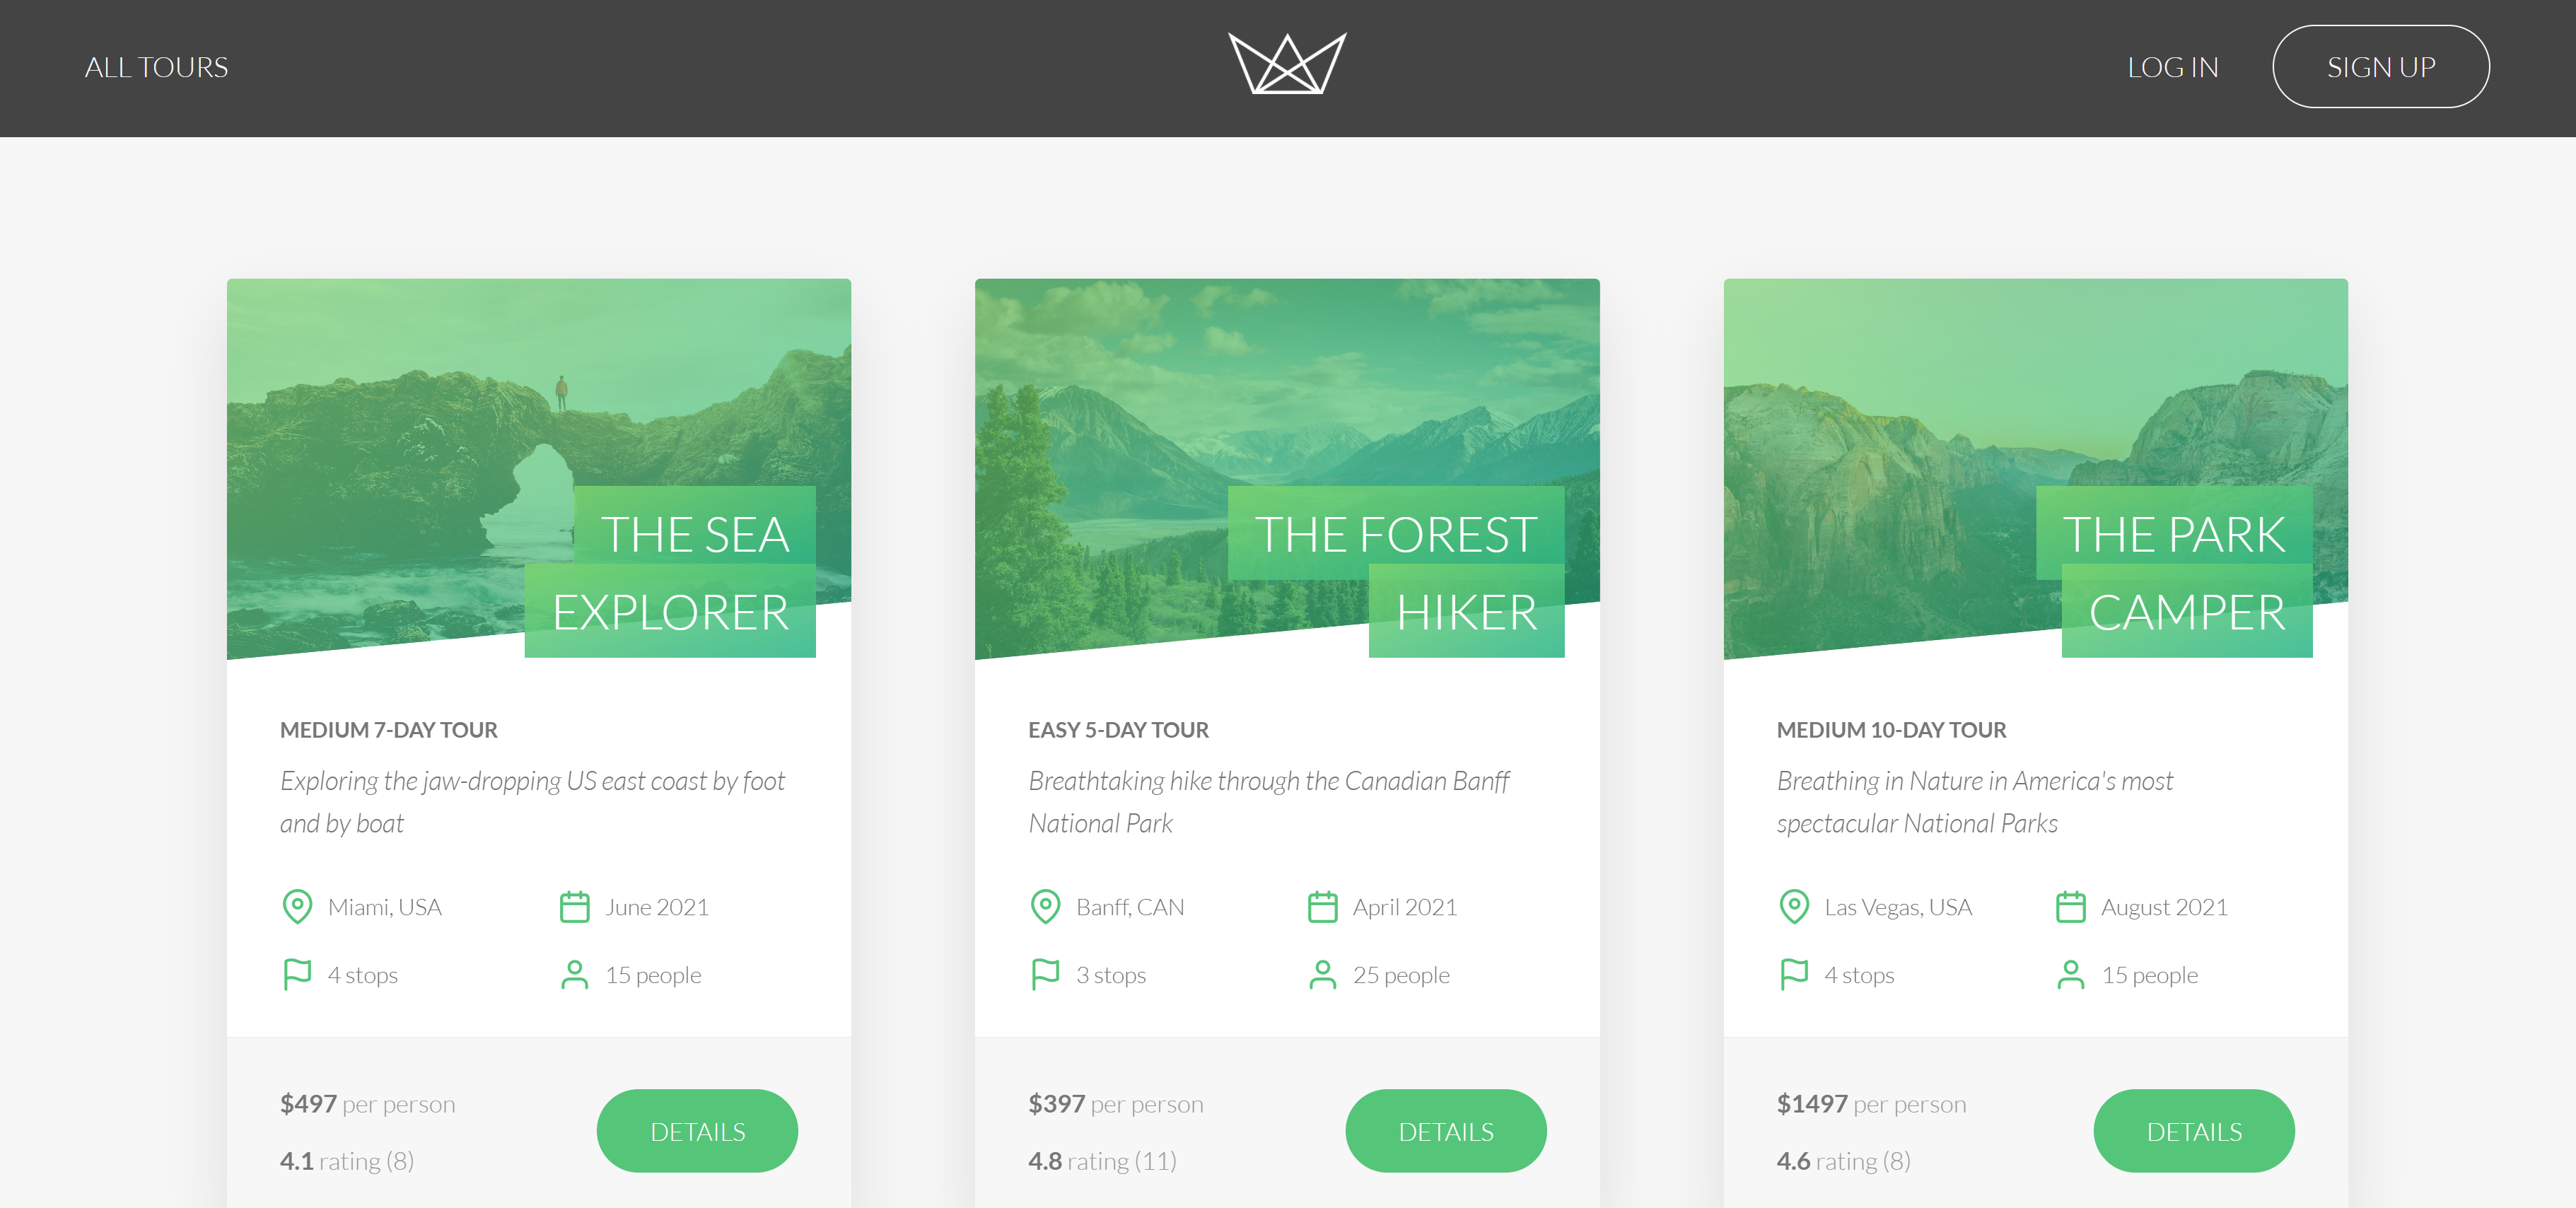 ALL TOURS
LOG IN
SIGN UP
THE SEA
EXPLORER
MEDIUM 7-DAY TOUR
Exploring the jaw-dropping US east coast by foot
and by boat
Miami, USA
June 2021
4 stops
15 people
$497 per person
4.1 rating (8)
DETAILS
THE FOREST
HIKER
EASY 5-DAY TOUR
Breathtaking hike through the Canadian Banff
National Park
Banff, CAN
April 2021
3 stops
25 people
$397 per person
4.8 rating (11)
DETAILS
THE PARK
CAMPER
MEDIUM 10-DAY TOUR
Breathing in Nature in America's most
spectacular National Parks
Las Vegas, USA
August 2021
4 stops
15 people
$1497 per person
4.6 rating (8)
DETAILS